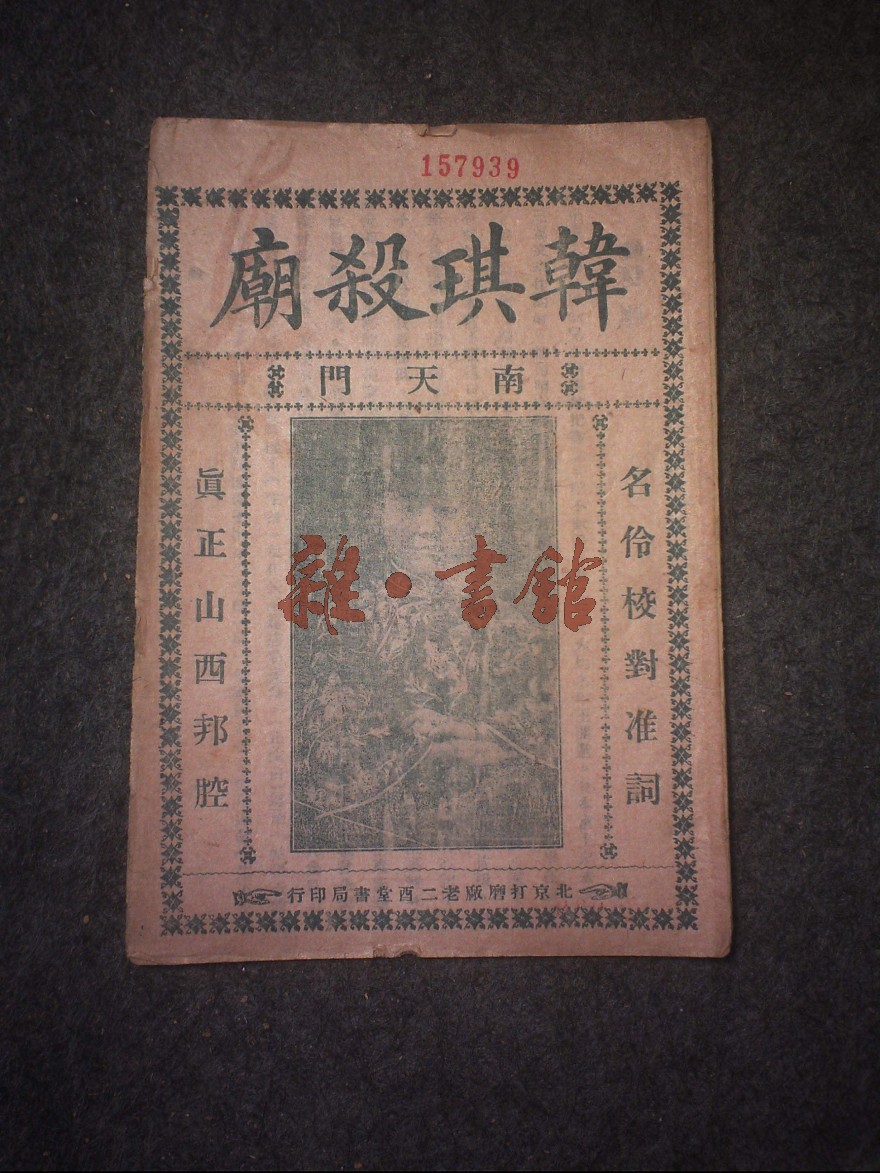 157939
韓琪殺廟
南天門
名伶校對准詞
眞正山西邦腔
雜·書館
北京打磨廠老二酉堂書局印行